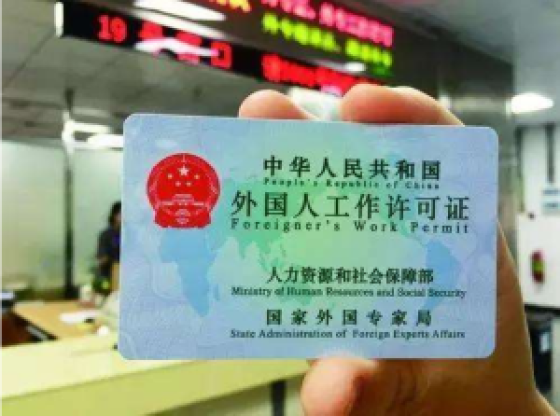 19
中华人民共和国
People's Republic of China
外国人工作许可证
Foreigner's Work Permit
人力资源和社会保障部
Ministry of Human Resources and Social Security
国家外国专家局
State Administration of Foreign Experts Affairs